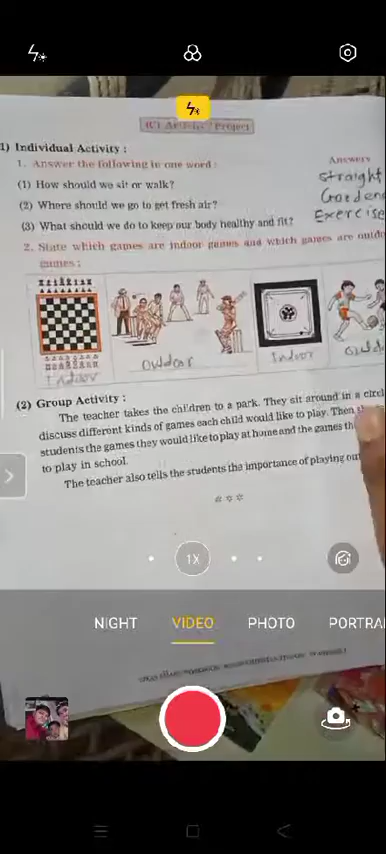 (C) Activity / Project
1) Individual Activity :
1. Answer the following in one word :
Answers
(1) How should we sit or walk?
straight
(2) Where should we go to get fresh air?
Garden
(3) What should we do to keep our body healthy and fit?
Exercise
2. State which games are indoor games and which games are outdo
games :
Indoor
Outdoor
Indoor
(2) Group Activity :
The teacher takes the children to a park. They sit around in a circl
discuss different kinds of games each child would like to play. Then
students the games they would like to play at home and the games th
to play in school.
The teacher also tells the students the importance of playing out
1X
NIGHT
VIDEO
PHOTO
PORTRA